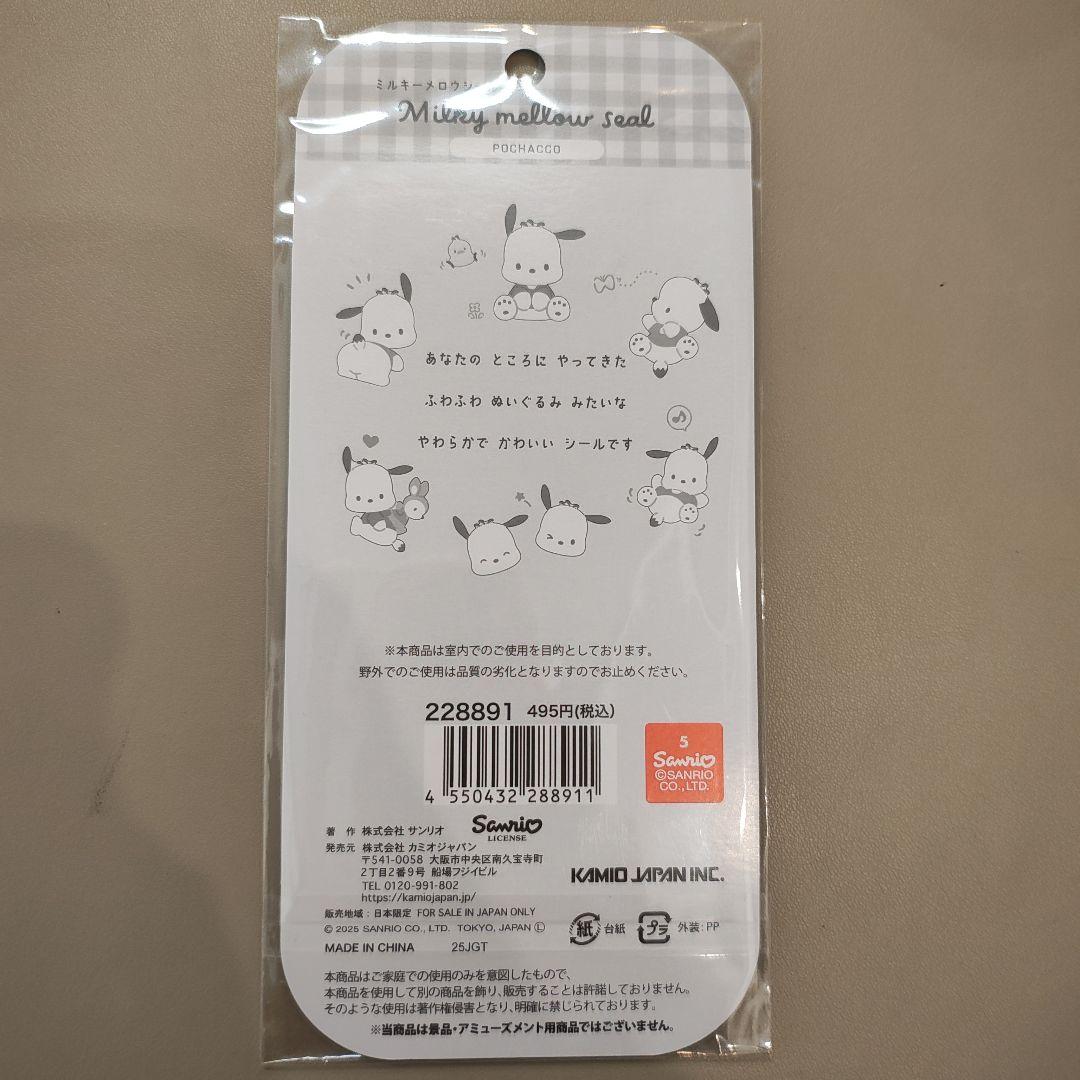 ミルキーメロウシ
Milky mellow seal
POCHACCO
あなたの ところに やってきた
ふわふわ ぬいぐるみ みたいな
やわらかで かわいい シールです
※本商品は室内でのご使用を目的としております。
野外でのご使用は品質の劣化となりますのでお止めください。
228891 495円(税込)
4 550432 288911
5
Sanrio
©SANRIO
CO., LTD.
著 作 株式会社 サンリオ
Sanrio
LICENSE
発売元 株式会社 カミオジャパン
〒541-0058 大阪市中央区南久宝寺町
2丁目2番9号 船場フジイビル
TEL 0120-991-802
https://kamiojapan.jp/
KAMIO JAPAN INC.
販売地域:日本限定 FOR SALE IN JAPAN ONLY
© 2025 SANRIO CO., LTD. TOKYO, JAPAN Ⓛ
MADE IN CHINA 25JGT
紙 台紙 プラ 外装:PP
本商品はご家庭での使用のみを意図したもので、
本商品を使用して別の商品を飾り、販売することは許諾しておりません。
そのような使用は著作権侵害となり、明確に禁じられております。
※当商品は景品・アミューズメント用商品ではございません。